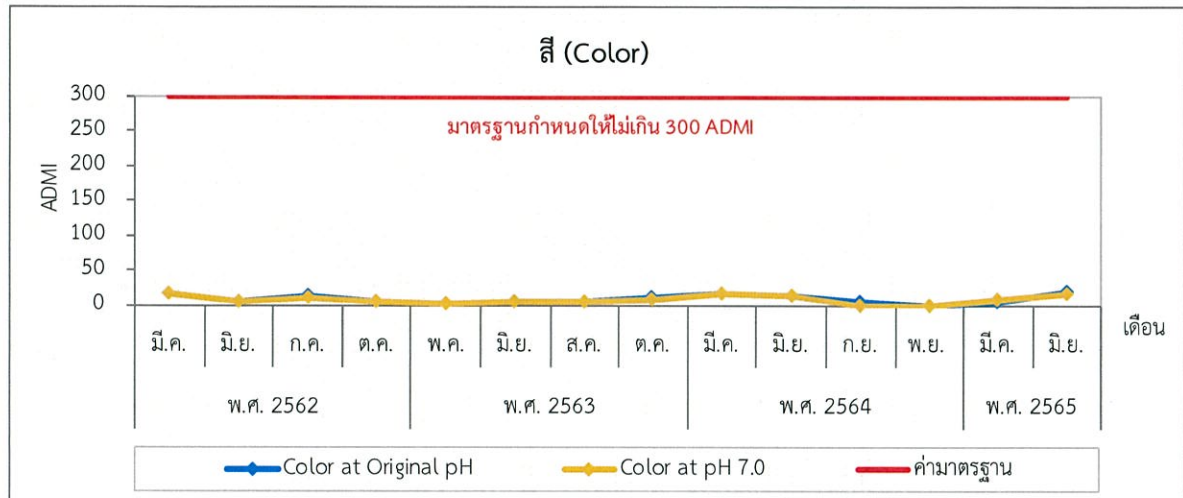 สี (Color)
300
มาตรฐานกำหนดให้ไม่เกิน 300 ADMI
250
200
ADMI
150
100
50
0
มี.ค. มิ.ย. ก.ค. ต.ค. พ.ค. มิ.ย. ส.ค. ต.ค. มี.ค. มิ.ย. ก.ย. พ.ย. มี.ค. มิ.ย.
เดือน
พ.ศ. 2562 พ.ศ. 2563 พ.ศ. 2564 พ.ศ. 2565
Color at Original pH Color at pH 7.0 ค่ามาตรฐาน